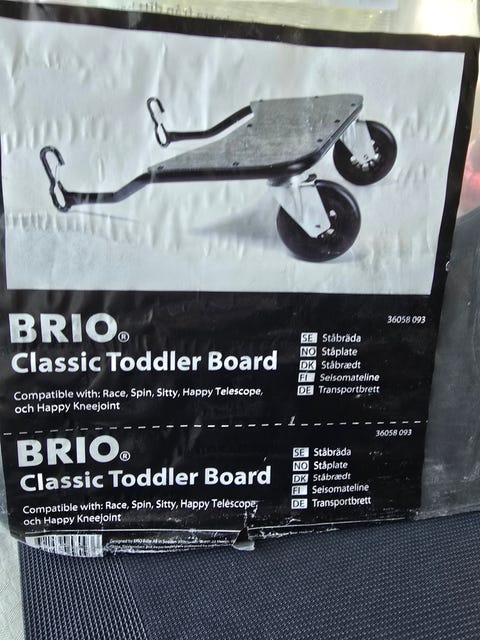 BRIO®
36058 093
Classic Toddler Board
Compatible with: Race, Spin, Sitty, Happy Telescope,
och Happy Kneejoint
SE Ståbräda
NO Ståplate
DK Ståbrædt
FI Seisomateline
DE Transportbrett
BRIO®
36058 093
Classic Toddler Board
Compatible with: Race, Spin, Sitty, Happy Telescope,
och Happy Kneejoint
SE Ståbräda
NO Ståplate
DK Ståbrædt
FI Seisomateline
DE Transportbrett